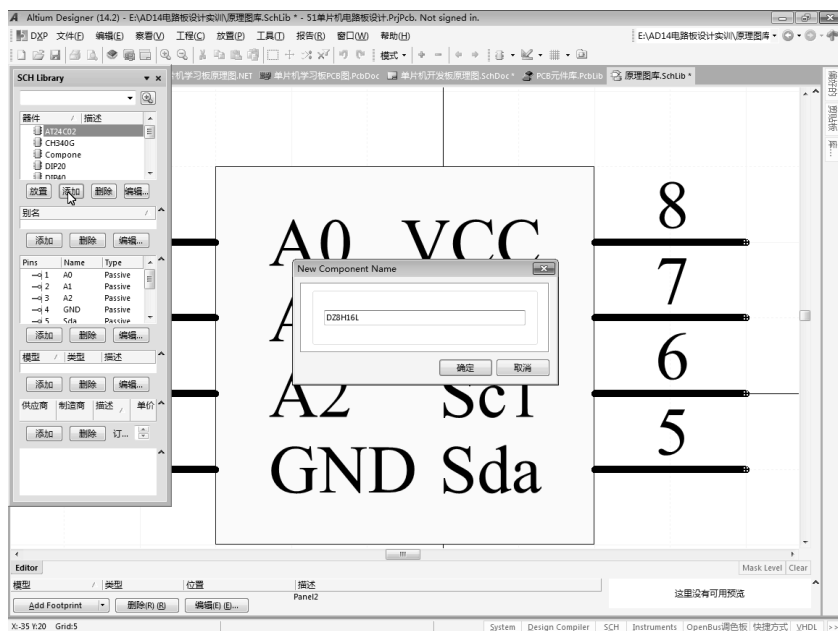 Altium Designer (14.2) - E:\AD14电路板设计实训\原理图库.SchLib * - 51单片机电路板设计.PrjPcb. Not signed in.
DXP 文件(F) 编辑(E) 察看(V) 工程(C) 放置(P) 工具(T) 报告(R) 窗口(W) 帮助(H) E:\AD14电路板设计实训\原理图库
模式
SCH Library
机学习板原理图.NET 单片机学习板PCB图.PcbDoc 单片机开发板原理图.SchDoc * PCB元件库.PcbLib 原理图库.SchLib *
器件 / 描述
AT24C02
CH340G
Compone
DIP20
DIP40
放置 添加 删除 编辑...
别名 /
添加 删除 编辑...
Pins Name Type
1 A0 Passive
2 A1 Passive
3 A2 Passive
4 GND Passive
5 Sda Passive
添加 删除 编辑...
模型 / 类型 描述
添加 删除 编辑...
供应商 制造商 描述 / 单价
添加 删除 订...
A0 VCC 8
New Component Name
DZ8H16L
确定 取消
7
A2 Scl 6
GND Sda 5
Editor Mask Level Clear
模型 / 类型 位置 描述
Panel2
Add Footprint 删除(R) (R) 编辑(E) (E)...
这里没有可用预览
X:-35 Y:20 Grid:5 System Design Compiler SCH Instruments OpenBus调色板 快捷方式 VHDL >>